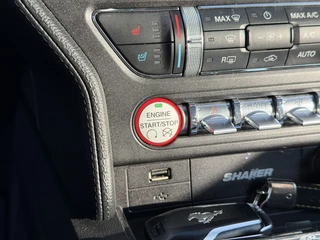 MAX
MAX A/C
R
AUTO
ENGINE
START/STOP
SHAKER